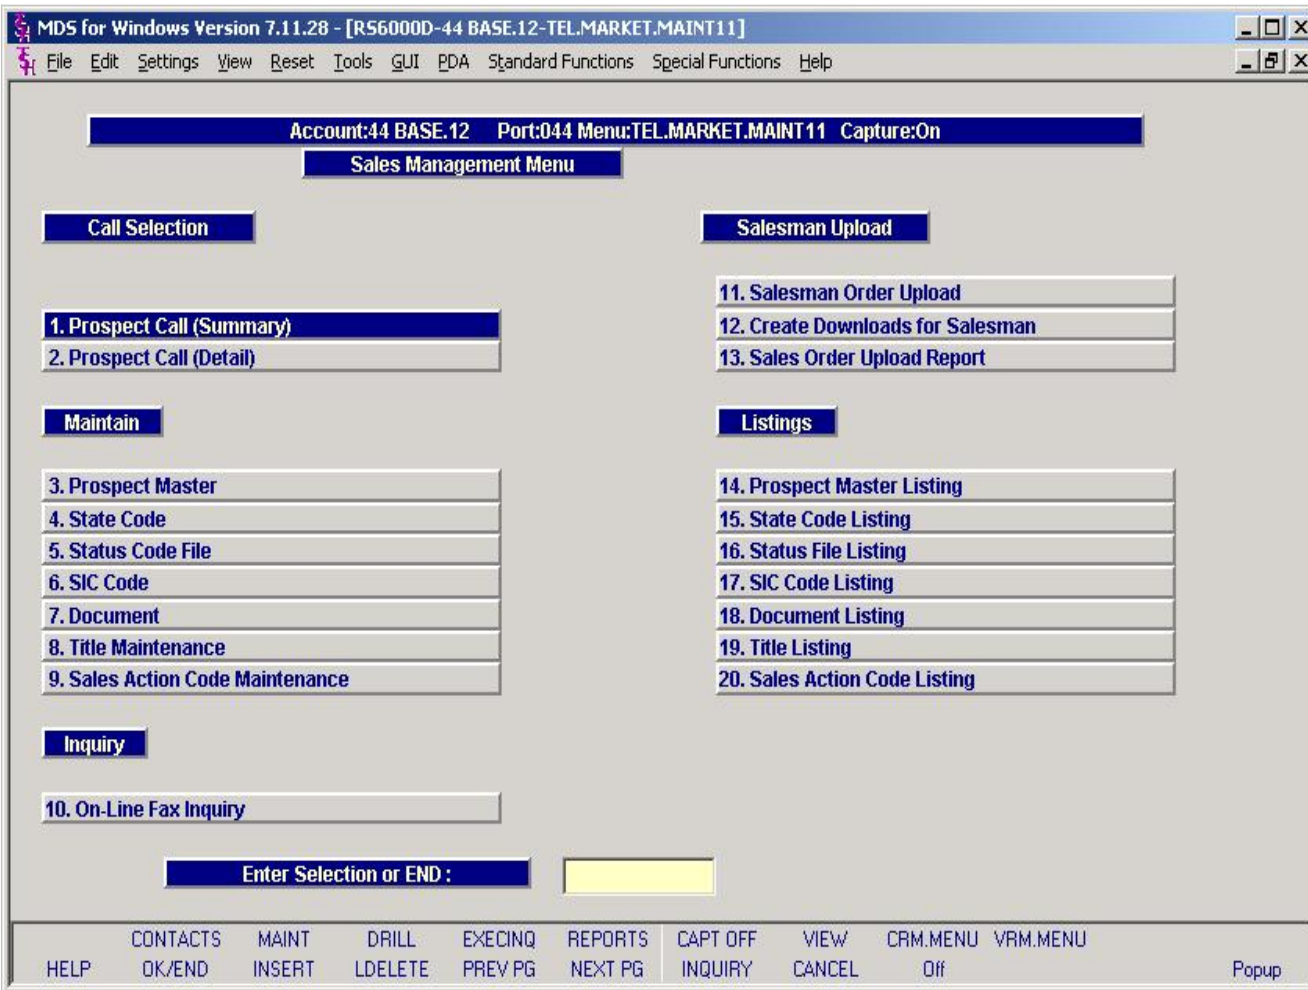 MDS for Windows Version 7.11.28 - [RS6000D-44 BASE.12-TEL.MARKET.MAINT11]
File Edit Settings View Reset Tools GUI PDA Standard Functions Special Functions Help
Account:44 BASE.12 Port:044 Menu:TEL.MARKET.MAINT11 Capture:On
Sales Management Menu
Call Selection
1. Prospect Call (Summary)
2. Prospect Call (Detail)
Maintain
3. Prospect Master
4. State Code
5. Status Code File
6. SIC Code
7. Document
8. Title Maintenance
9. Sales Action Code Maintenance
Inquiry
10. On-Line Fax Inquiry
Salesman Upload
11. Salesman Order Upload
12. Create Downloads for Salesman
13. Sales Order Upload Report
Listings
14. Prospect Master Listing
15. State Code Listing
16. Status File Listing
17. SIC Code Listing
18. Document Listing
19. Title Listing
20. Sales Action Code Listing
Enter Selection or END :
CONTACTS MAINT DRILL EXECINQ REPORTS CAPT OFF VIEW CRM.MENU VRM.MENU
HELP OK/END INSERT LDELETE PREV PG NEXT PG INQUIRY CANCEL Off Popup